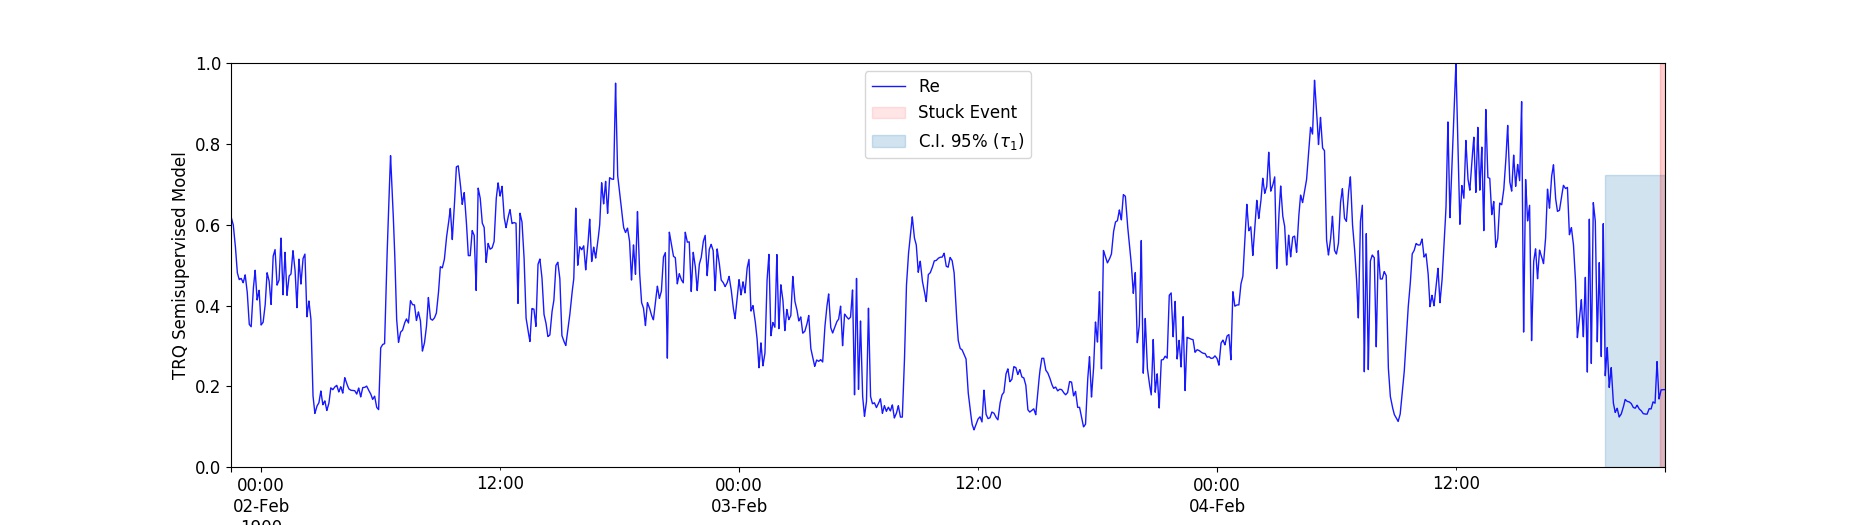 1.0
0.8
0.6
0.4
0.2
0.0
TRQ Semisupervised Model
Re
Stuck Event
C.I. 95% (τ₁)
00:00
02-Feb
1900
12:00
00:00
03-Feb
12:00
00:00
04-Feb
12:00